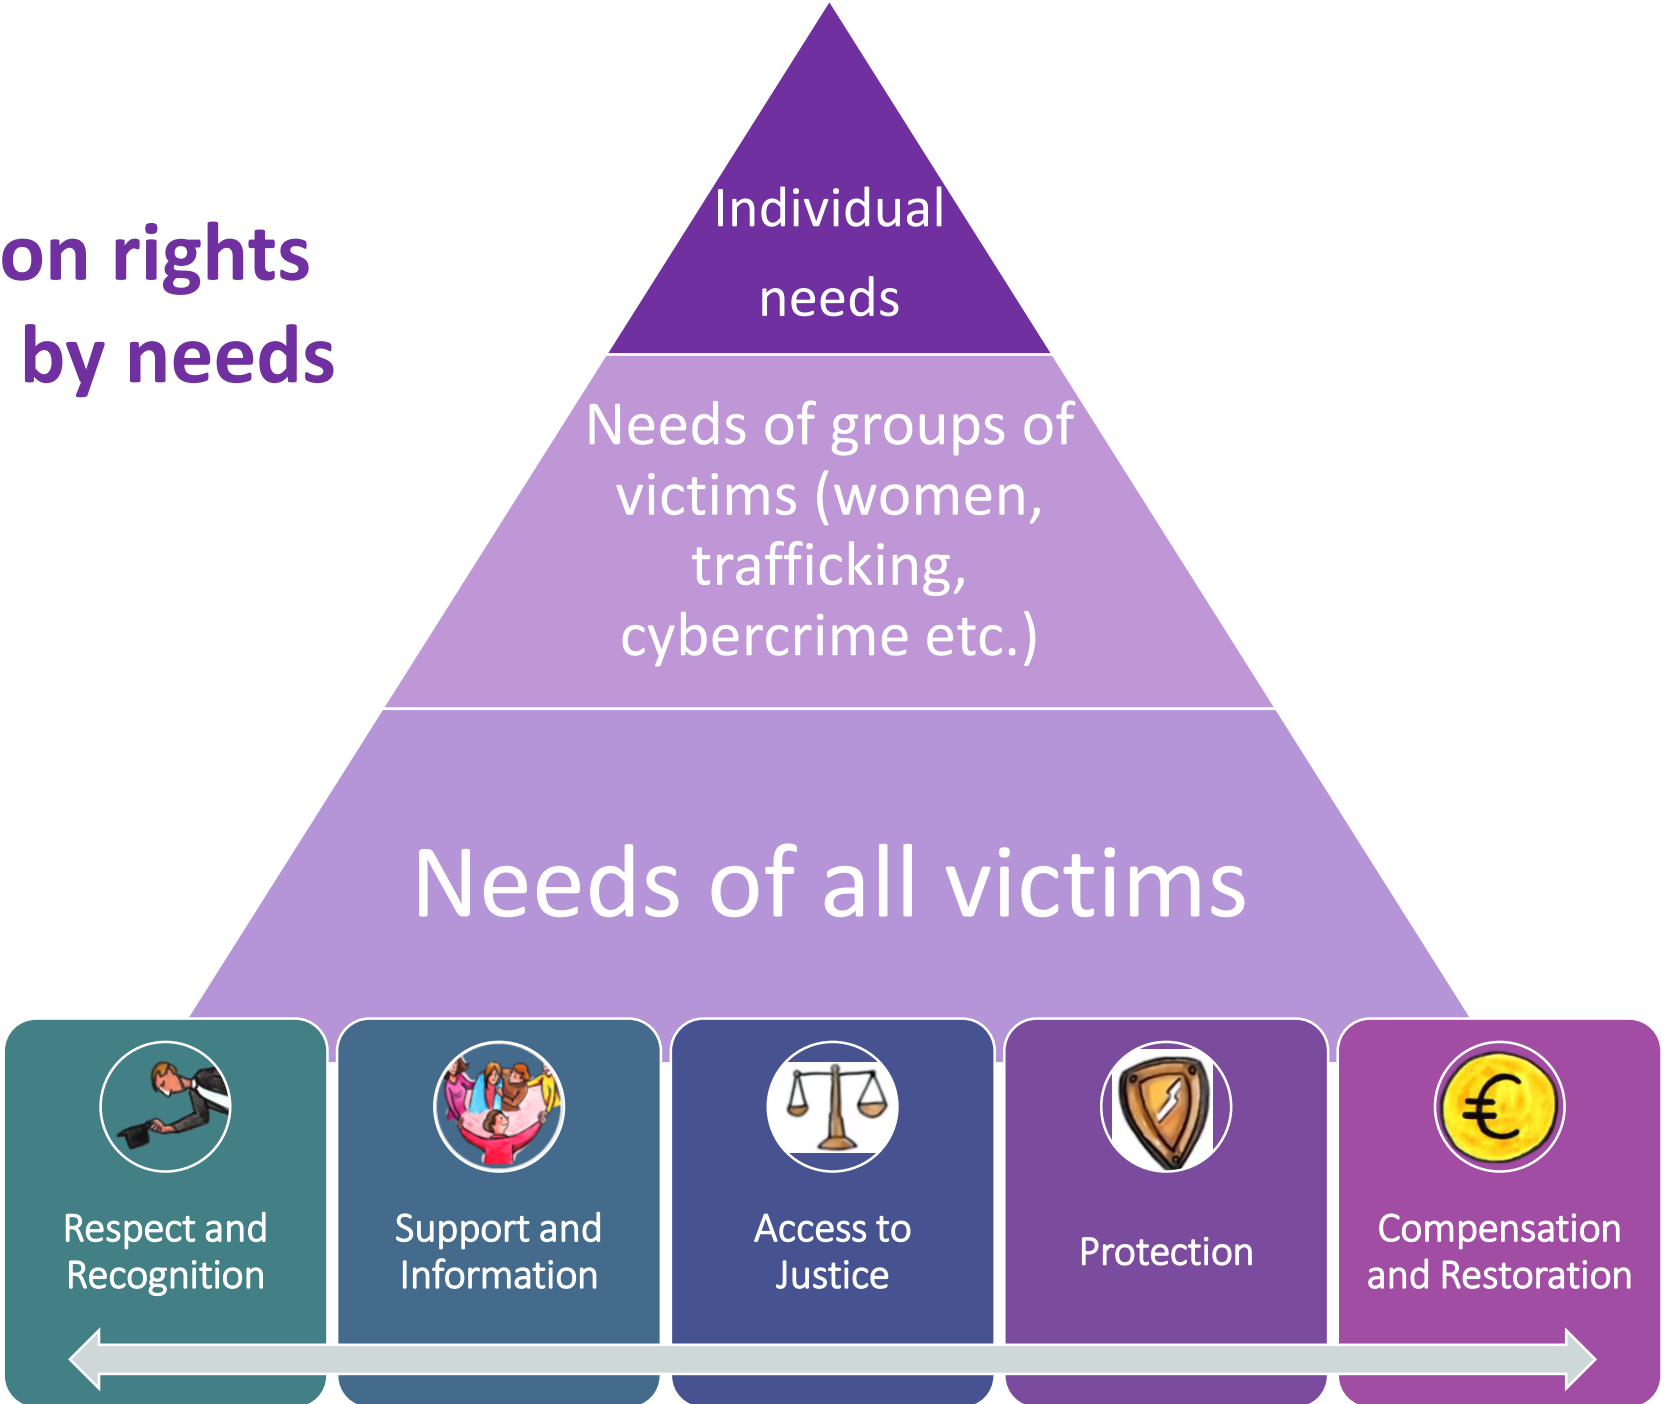 on rights
by needs
Individual
needs
Needs of groups of
victims (women,
trafficking,
cybercrime etc.)
Needs of all victims
Respect and
Recognition
Support and
Information
Access to
Justice
Protection
Compensation
and Restoration